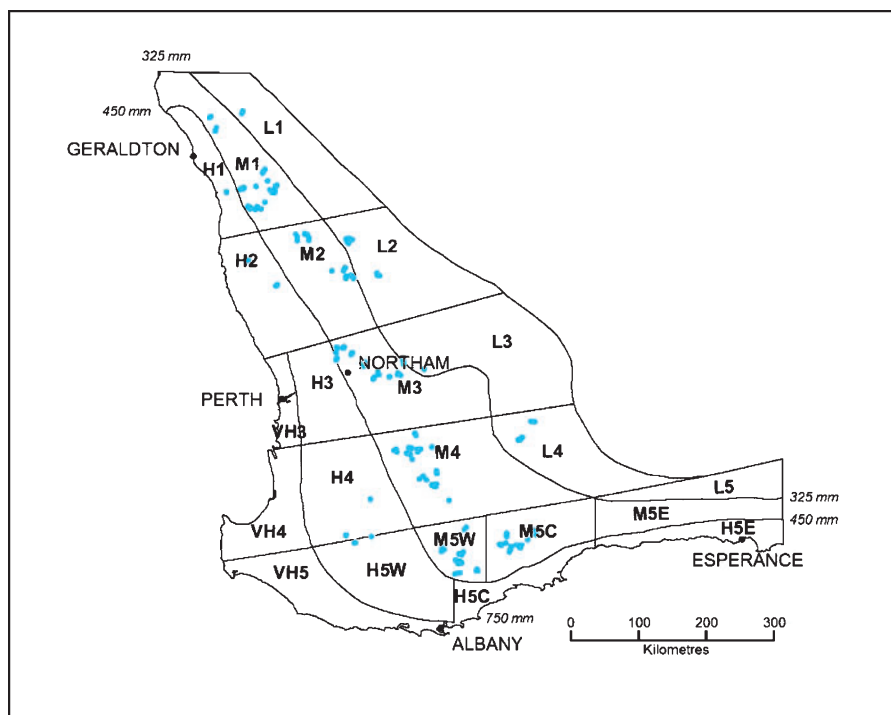 325 mm
450 mm
GERALDTON
L1
M1
H1
L2
M2
H2
L3
NORTHAM
H3
M3
PERTH
VH3
M4
L4
H4
L5
325 mm
M5E
450 mm
VH4
M5W
M5C
H5E
ESPERANCE
VH5
H5W
H5C
750 mm
ALBANY
0 100 200 300
Kilometres